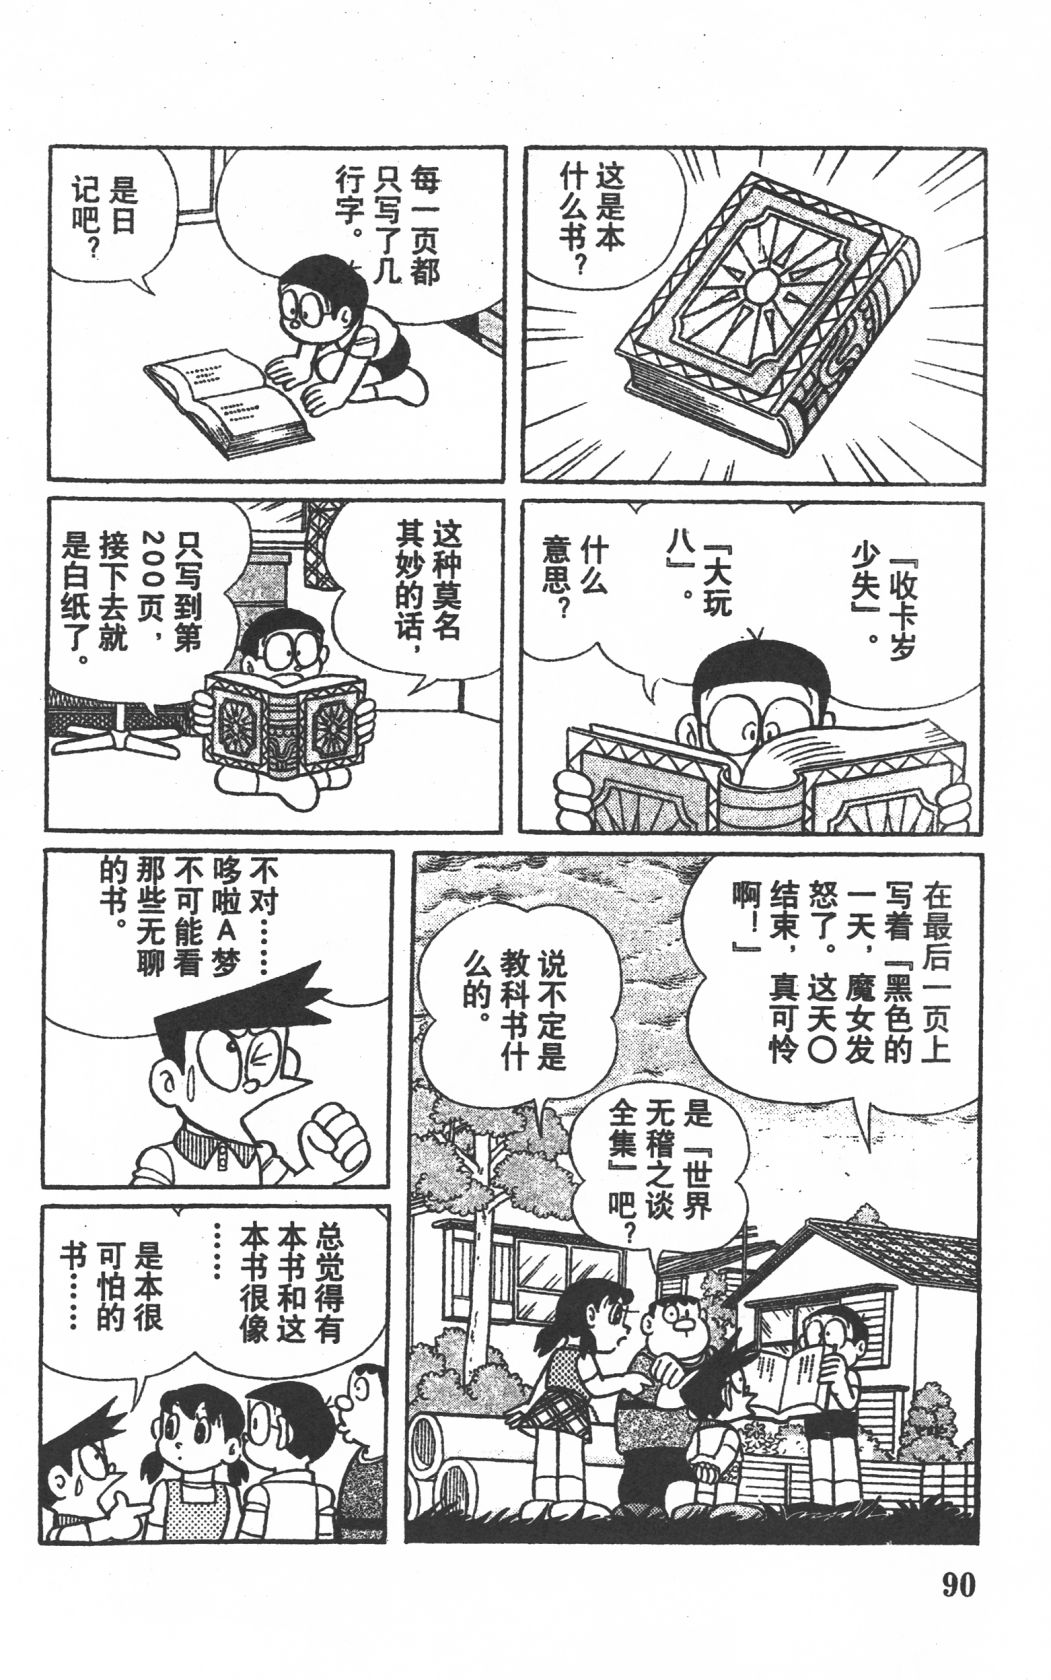 这是本
什么书？
每一页都
只写了几
行字。
是日
记吧？
『收卡岁
少失』。
『大玩
八』。
什么
意思？
这种莫名
其妙的话，
只写到第
200页，
接下去就
是白纸了。
在最后一页上
写着『黑色的
一天，魔女发
怒了。这天〇
结束，真可怜
啊！』
说不定是
教科书什
么的。
是『世界
无稽之谈
全集』吧？
不对……
哆啦A梦
不可能看
那些无聊
的书。
总觉得有
本书和这
本书很像
……
是本很
可怕的
书……
90